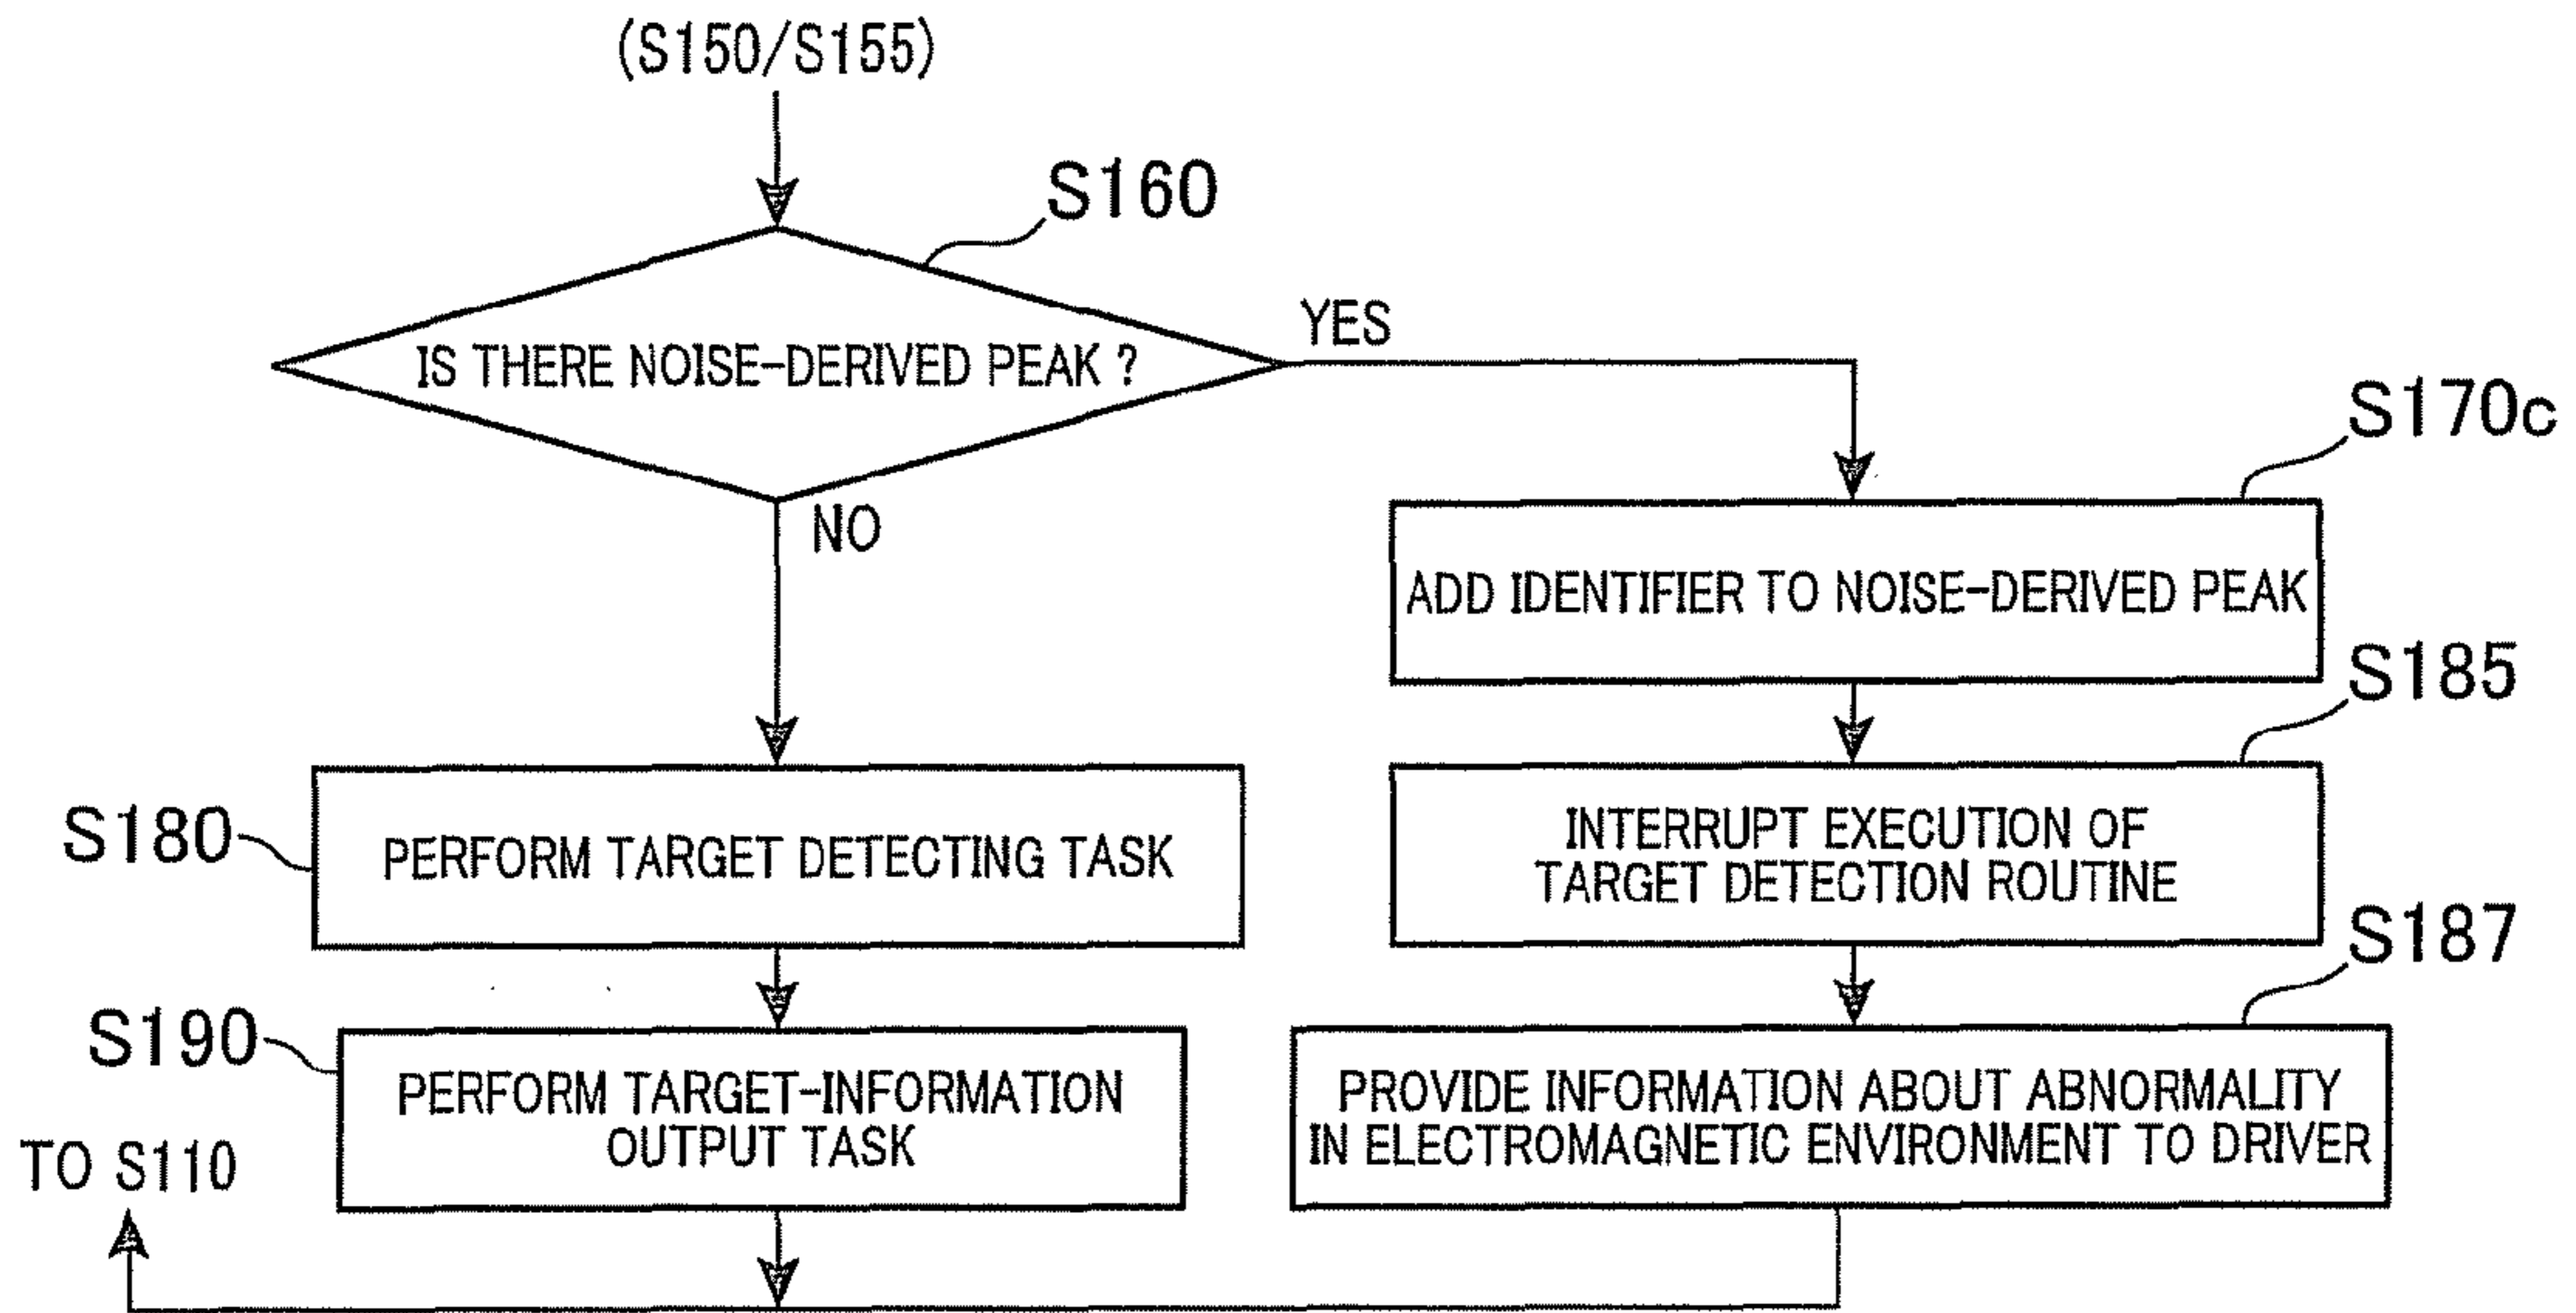 (S150/S155)
S160
IS THERE NOISE-DERIVED PEAK ?
YES
NO
S170c
ADD IDENTIFIER TO NOISE-DERIVED PEAK
S185
INTERRUPT EXECUTION OF
TARGET DETECTION ROUTINE
S180
PERFORM TARGET DETECTING TASK
S187
PROVIDE INFORMATION ABOUT ABNORMALITY
IN ELECTROMAGNETIC ENVIRONMENT TO DRIVER
S190
PERFORM TARGET-INFORMATION
OUTPUT TASK
TO S110